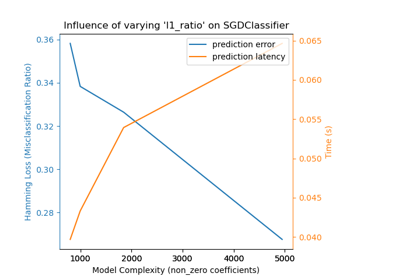 Influence of varying 'l1_ratio' on SGDClassifier
prediction error
prediction latency
Hamming Loss (Misclassification Ratio)
0.36
0.34
0.32
0.30
0.28
0.065
0.060
0.055
0.050
0.045
0.040
Time (s)
1000 2000 3000 4000 5000
Model Complexity (non_zero coefficients)